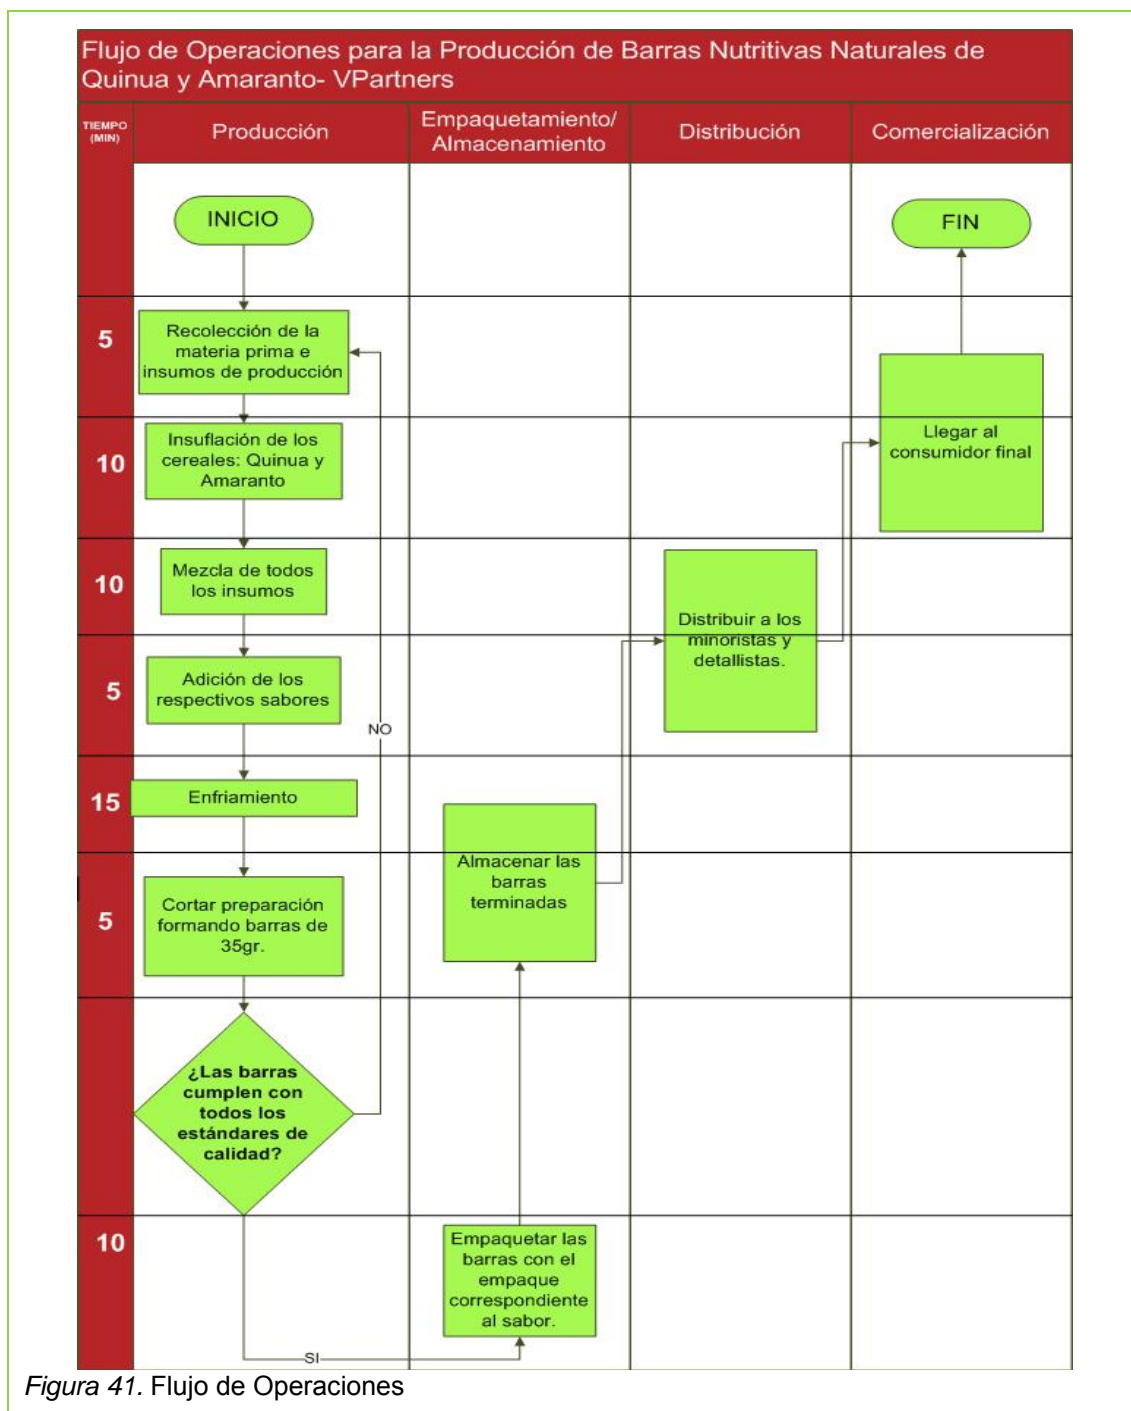 Flujo de Operaciones para la Producción de Barras Nutritivas Naturales de
Quinua y Amaranto- VPartners
TIEMPO
(MIN)
Producción
Empaquetamiento/
Almacenamiento
Distribución
Comercialización
INICIO
FIN
5
Recolección de la
materia prima e
insumos de producción
10
Insuflación de los
cereales: Quinua y
Amaranto
Llegar al
consumidor final
10
Mezcla de todos
los insumos
Distribuir a los
minoristas y
detallistas.
5
Adición de los
respectivos sabores
NO
15
Enfriamiento
Almacenar las
barras
terminadas
5
Cortar preparación
formando barras de
35gr.
¿Las barras
cumplen con
todos los
estándares de
calidad?
10
Empaquetar las
barras con el
empaque
correspondiente
al sabor.
SI
Figura 41. Flujo de Operaciones